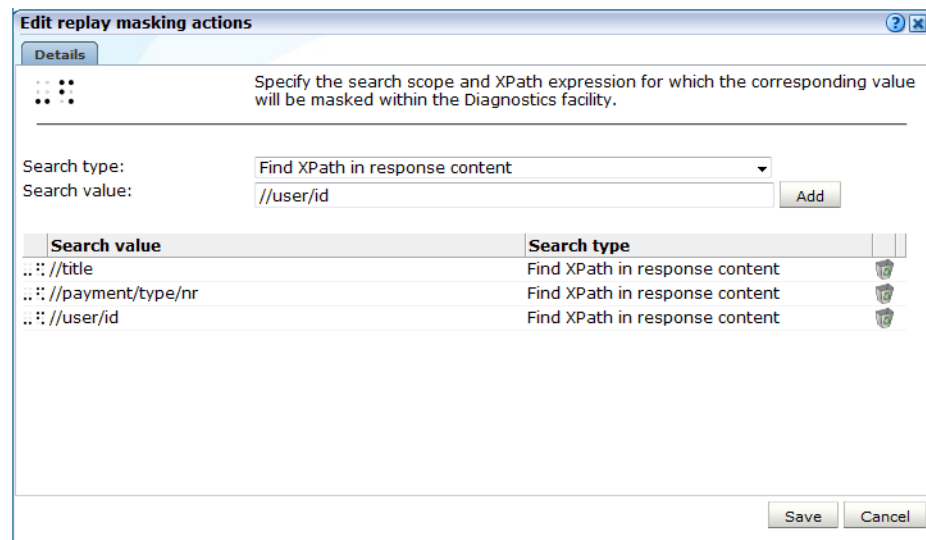 Edit replay masking actions
Details
Specify the search scope and XPath expression for which the corresponding value
will be masked within the Diagnostics facility.
Search type:
Find XPath in response content
Search value:
//user/id
Add
Search value Search type
//title Find XPath in response content
//payment/type/nr Find XPath in response content
//user/id Find XPath in response content
Save Cancel